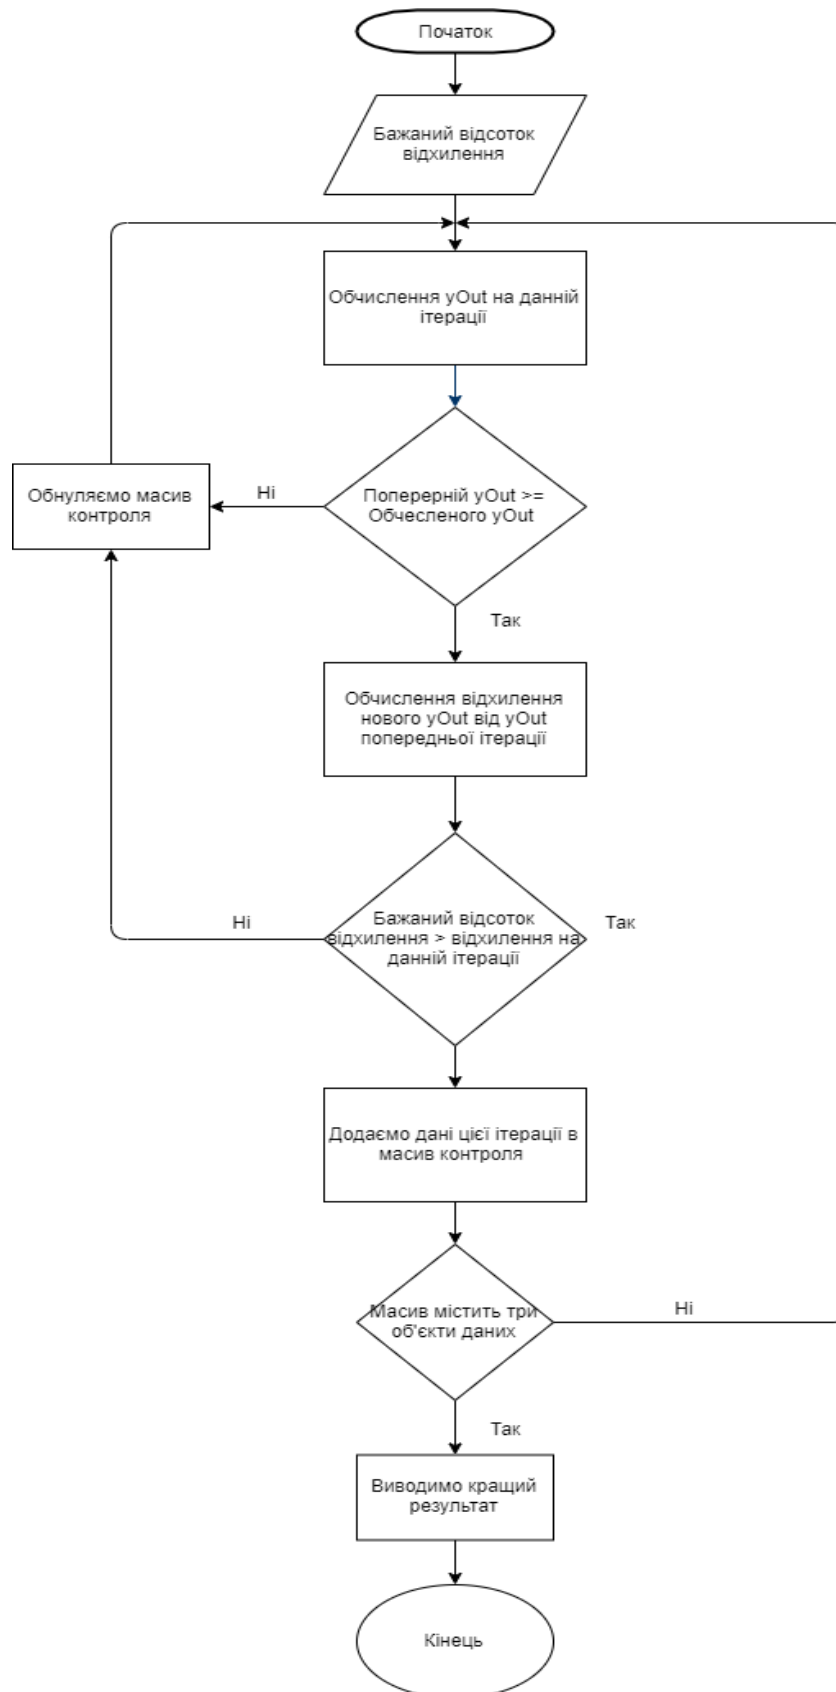 Початок
Бажаний відсоток
відхилення
Обчислення yOut на данній
ітерації
Поперерній yOut >=
Обчесленого yOut
Ні
Обнуляємо масив
контроля
Так
Обчислення відхилення
нового yOut від yOut
попередньої ітерації
Бажаний відсоток
відхилення > відхилення на
данній ітерації
Ні
Так
Додаємо дані цієї ітерації в
масив контроля
Масив містить три
об'єкти даних
Ні
Так
Виводимо кращий
результат
Кінець